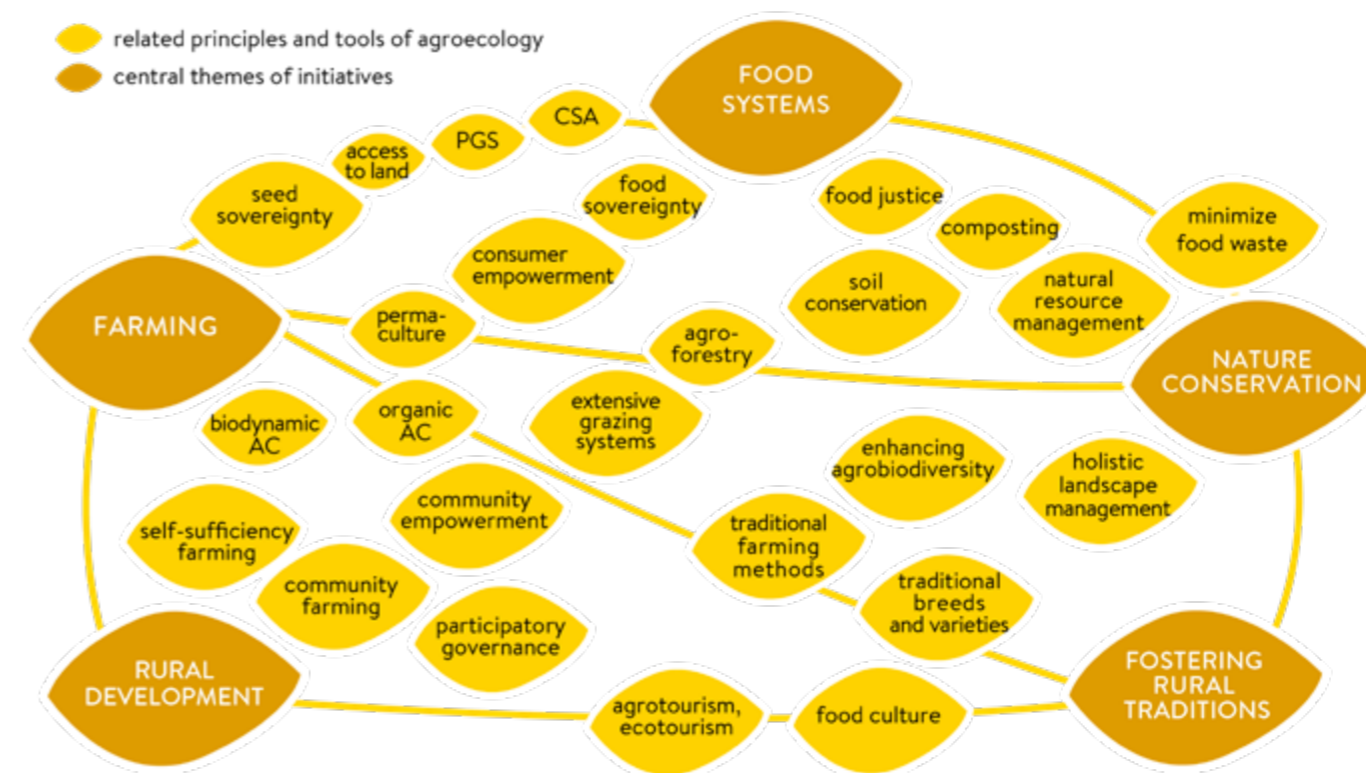 related principles and tools of agroecology
central themes of initiatives
FOOD
SYSTEMS
CSA
PGS
access
to land
seed
sovereignty
food
sovereignty
food justice
composting
minimize
food waste
consumer
empowerment
soil
conservation
natural
resource
management
FARMING
perma-
culture
agro-
forestry
NATURE
CONSERVATION
biodynamic
AC
organic
AC
extensive
grazing
systems
enhancing
agrobiodiversity
holistic
landscape
management
community
empowerment
self-sufficiency
farming
traditional
farming
methods
community
farming
traditional
breeds
and varieties
participatory
governance
RURAL
DEVELOPMENT
FOSTERING
RURAL
TRADITIONS
agrotourism,
ecotourism
food culture